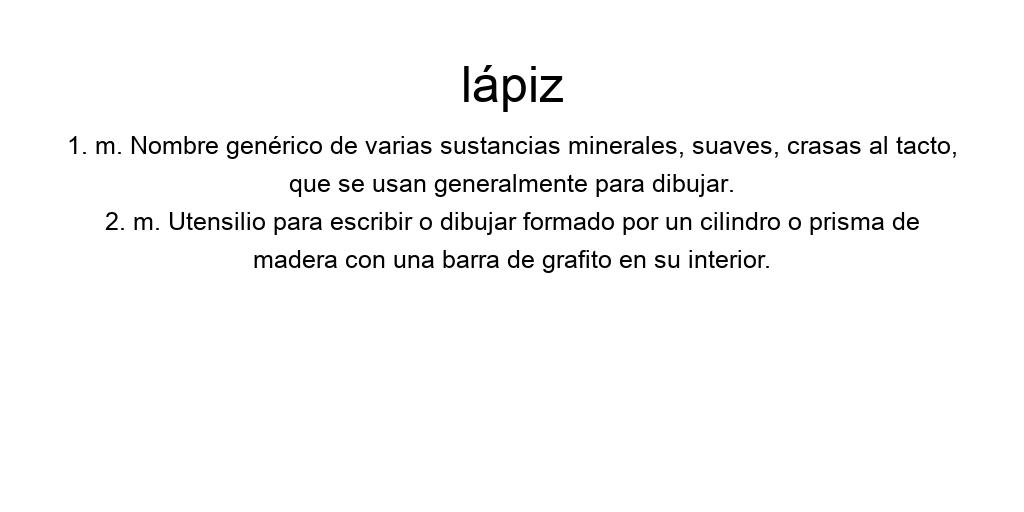 lápiz
1. m. Nombre genérico de varias sustancias minerales, suaves, crasas al tacto,
que se usan generalmente para dibujar.
2. m. Utensilio para escribir o dibujar formado por un cilindro o prisma de
madera con una barra de grafito en su interior.